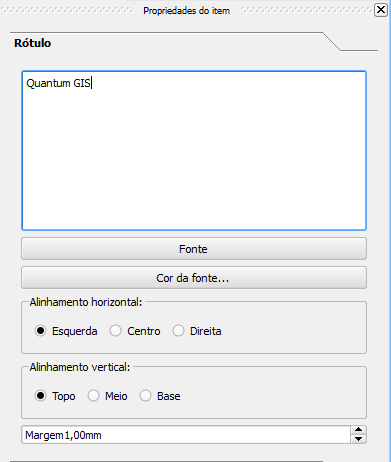 Propriedades do item
Rótulo
Quantum GIS
Fonte
Cor da fonte...
Alinhamento horizontal:
Esquerda Centro Direita
Alinhamento vertical:
Topo Meio Base
Margem1,00mm